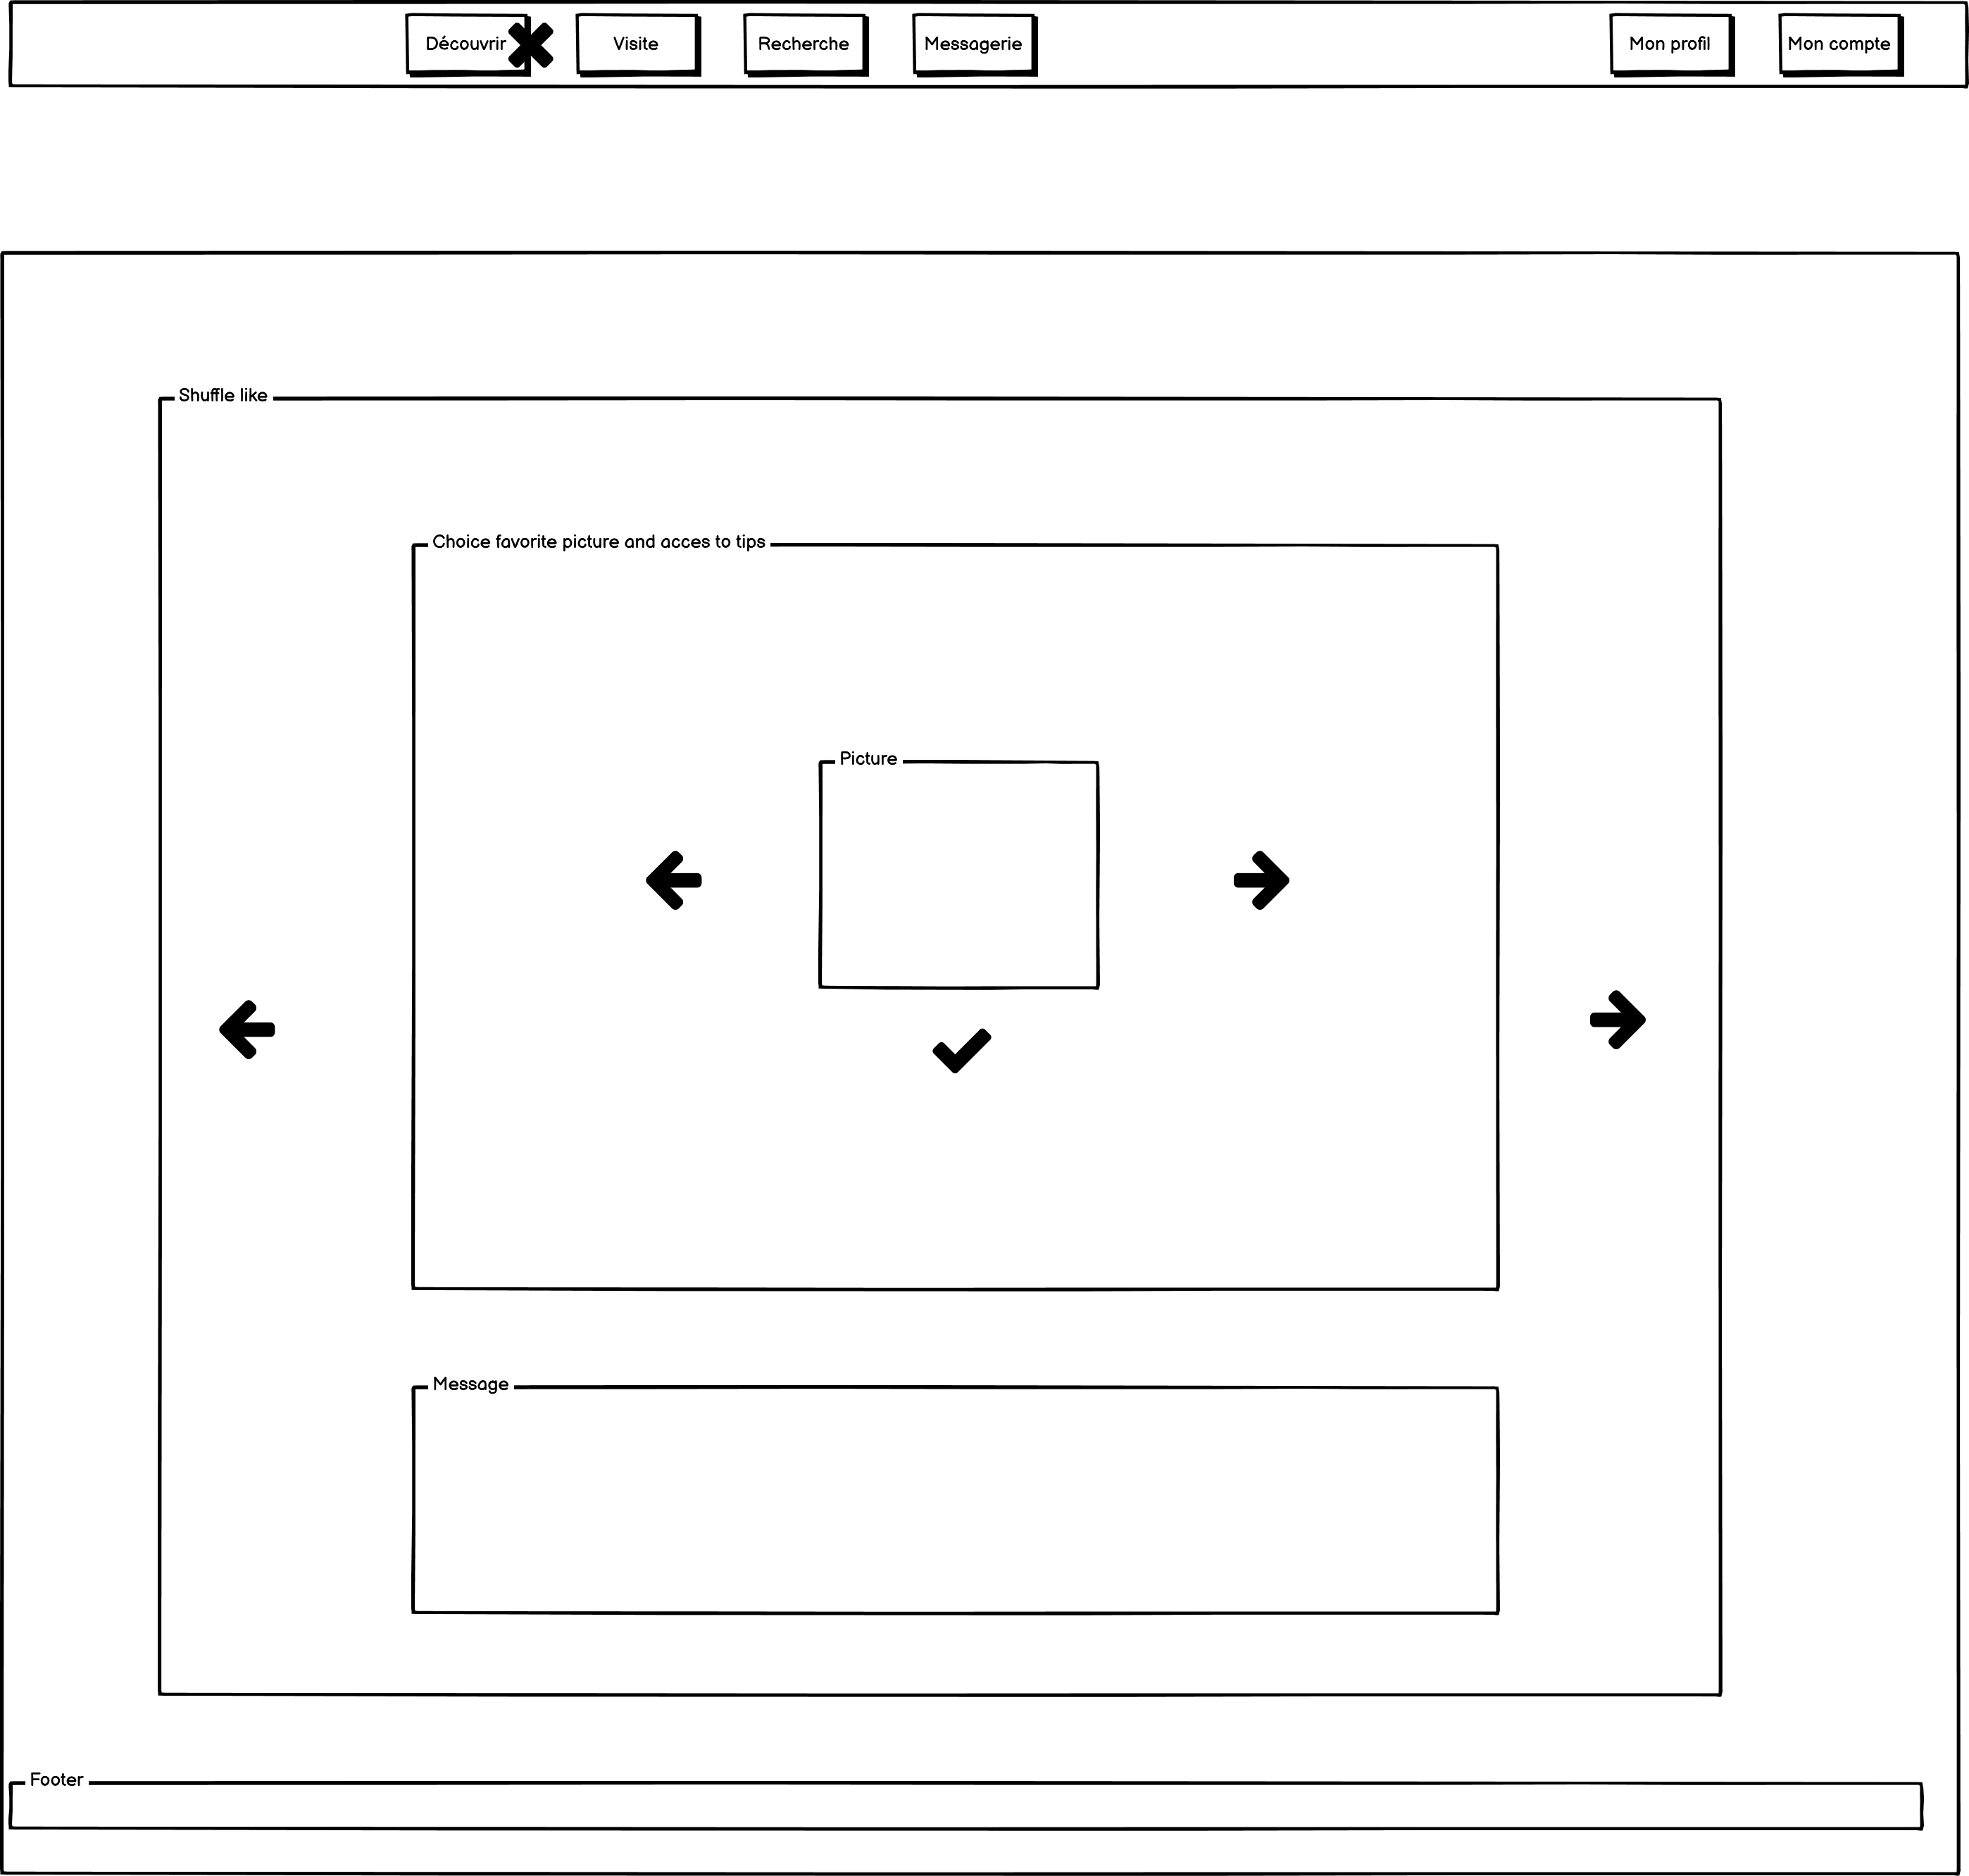 Découvrir
Visite
Recherche
Messagerie
Mon profil
Mon compte
Shuffle like
Choice favorite picture and acces to tips
Picture
Message
Footer